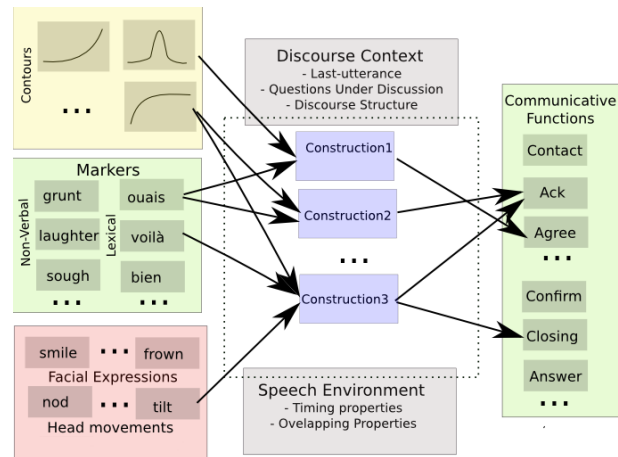 Contours
...
Markers
Non-Verbal
grunt
laughter
sough
...
Lexical
ouais
voilà
bien
...
smile ... frown
Facial Expressions
nod ... tilt
Head movements
Discourse Context
- Last-utterance
- Questions Under Discussion
- Discourse Structure
Construction1
Construction2
...
Construction3
Speech Environment
- Timing properties
- Ovelapping Properties
Communicative
Functions
Contact
Ack
Agree
...
Confirm
Closing
Answer
...